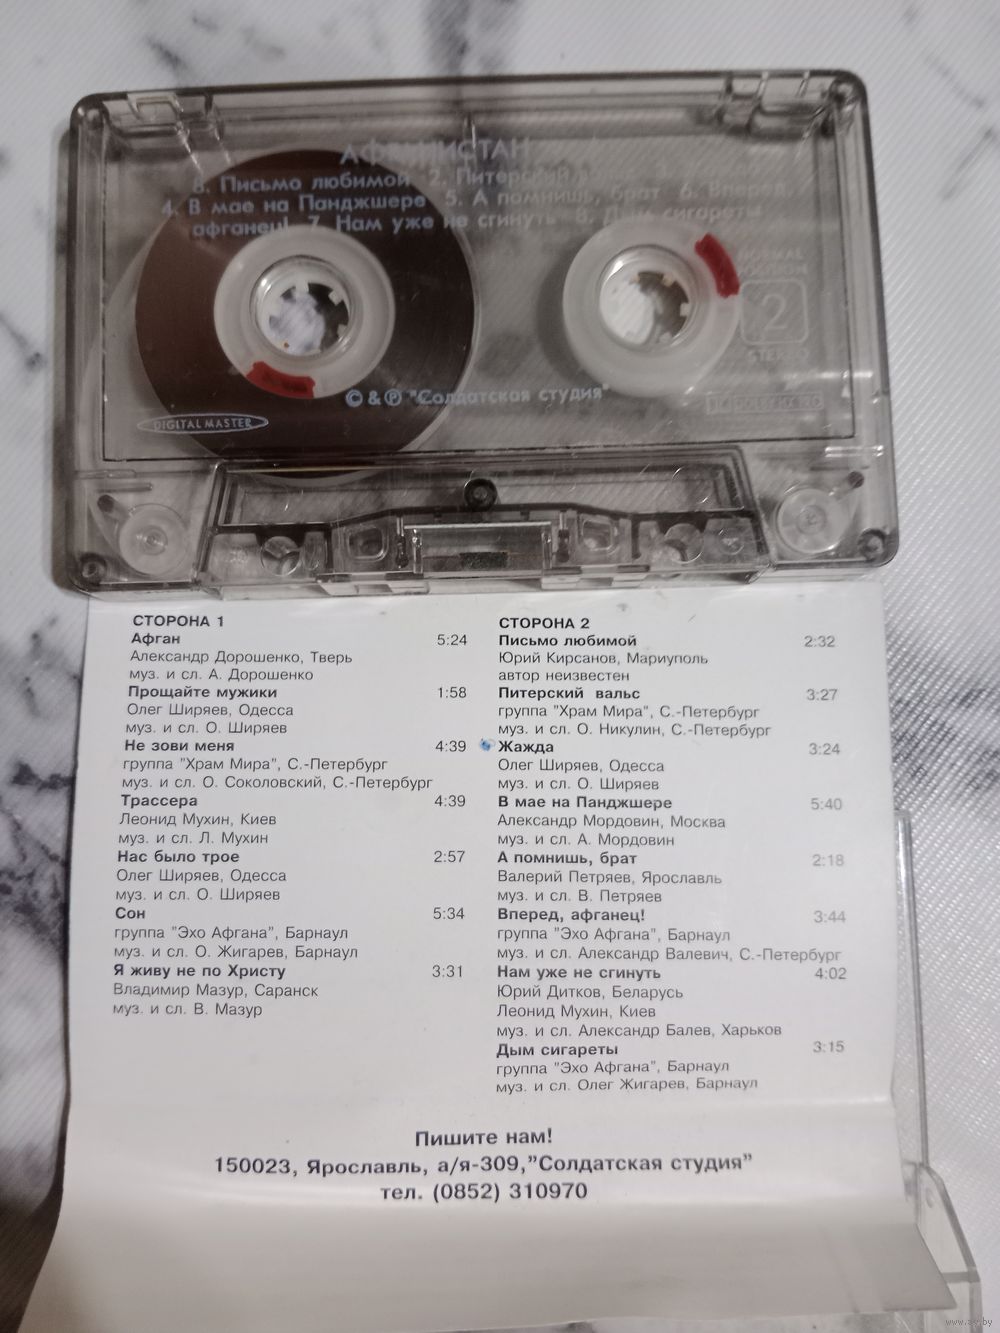 АФГАНИСТАН
8. Письмо любимой 2. Питерский
4. В мае на Панджшере 5. А помнишь, брат 6. Вперед,
афганец! 7. Нам уже не сгинуть 8. Дым сигареты
NORMAL
POSITION
2
STEREO
© & ℗ "Солдатская студия"
DIGITAL MASTER
СТОРОНА 1
Афган 5:24
Александр Дорошенко, Тверь
муз. и сл. А. Дорошенко
Прощайте мужики 1:58
Олег Ширяев, Одесса
муз. и сл. О. Ширяев
Не зови меня 4:39
группа "Храм Мира", С.-Петербург
муз. и сл. О. Соколовский, С.-Петербург
Трассера 4:39
Леонид Мухин, Киев
муз. и сл. Л. Мухин
Нас было трое 2:57
Олег Ширяев, Одесса
муз. и сл. О. Ширяев
Сон 5:34
группа "Эхо Афгана", Барнаул
муз. и сл. О. Жигарев, Барнаул
Я живу не по Христу 3:31
Владимир Мазур, Саранск
муз. и сл. В. Мазур
СТОРОНА 2
Письмо любимой 2:32
Юрий Кирсанов, Мариуполь
автор неизвестен
Питерский вальс 3:27
группа "Храм Мира", С.-Петербург
муз. и сл. О. Никулин, С.-Петербург
Жажда 3:24
Олег Ширяев, Одесса
муз. и сл. О. Ширяев
В мае на Панджшере 5:40
Александр Мордовин, Москва
муз. и сл. А. Мордовин
А помнишь, брат 2:18
Валерий Петряев, Ярославль
муз. и сл. В. Петряев
Вперед, афганец! 3:44
группа "Эхо Афгана", Барнаул
муз. и сл. Александр Валевич, С.-Петербург
Нам уже не сгинуть 4:02
Юрий Дитков, Беларусь
Леонид Мухин, Киев
муз. и сл. Александр Балев, Харьков
Дым сигареты 3:15
группа "Эхо Афгана", Барнаул
муз. и сл. Олег Жигарев, Барнаул
Пишите нам!
150023, Ярославль, а/я-309,"Солдатская студия"
тел. (0852) 310970
www.ay.by